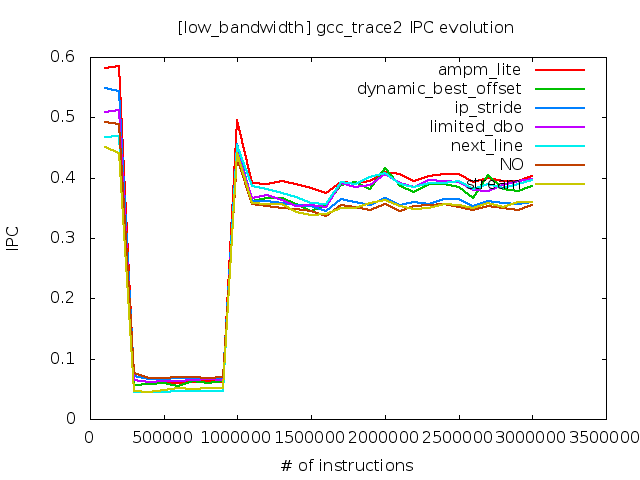 [low_bandwidth] gcc_trace2 IPC evolution
0.6
0.5
0.4
0.3
0.2
0.1
0
IPC
ampm_lite
dynamic_best_offset
ip_stride
limited_dbo
next_line
NO
stream
0 500000 1000000 1500000 2000000 2500000 3000000 3500000
# of instructions